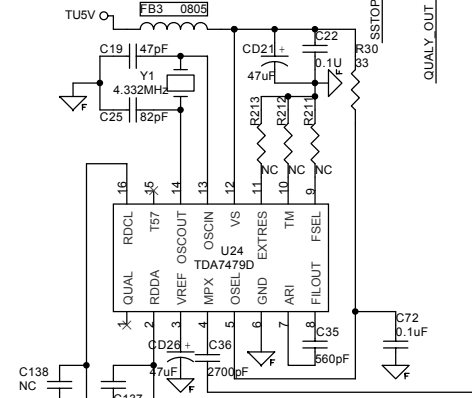 FB3 0805
TU5V
SSTOP
QUALY_OUT
C19 47pF
CD21 +
47uF
C22
0.1U
R30
33
Y1
4.332MHz
F
F
C25 82pF
R213
R212
R211
NC
NC
NC
16 15 14 13 12 11 10 9
RDCL T57 OSCOUT OSCIN VS EXTRES TM FSEL
U24
TDA7479D
QUAL RDDA VREF MPX OSEL GND ARI FILOUT
1 2 3 4 5 6 7 8
CD26 +
47uF
C36
2700pF
C35
560pF
C72
0.1uF
F
F
F
C138
NC
C137